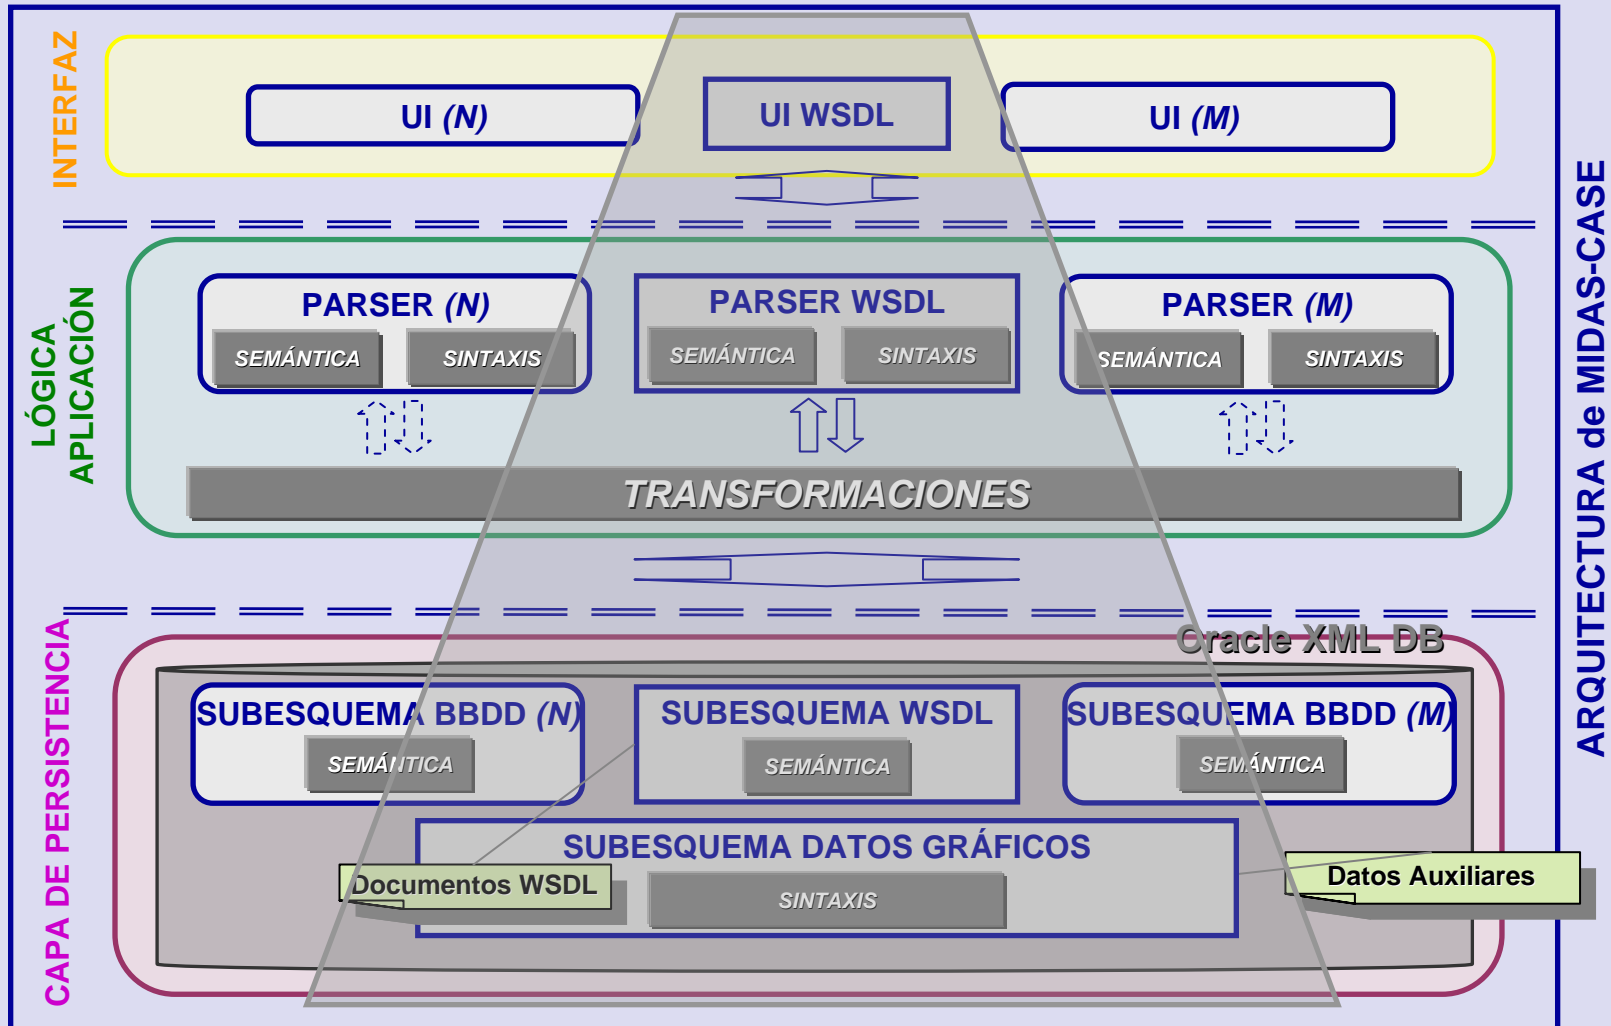 INTERFAZ
UI (N)
UI WSDL
UI (M)
LÓGICA
APLICACIÓN
PARSER (N)
SEMÁNTICA
SINTAXIS
PARSER WSDL
SEMÁNTICA
SINTAXIS
PARSER (M)
SEMÁNTICA
SINTAXIS
TRANSFORMACIONES
CAPA DE PERSISTENCIA
Oracle XML DB
SUBESQUEMA BBDD (N)
SEMÁNTICA
SUBESQUEMA WSDL
SEMÁNTICA
SUBESQUEMA BBDD (M)
SEMÁNTICA
SUBESQUEMA DATOS GRÁFICOS
SINTAXIS
Documentos WSDL
Datos Auxiliares
ARQUITECTURA de MIDAS-CASE